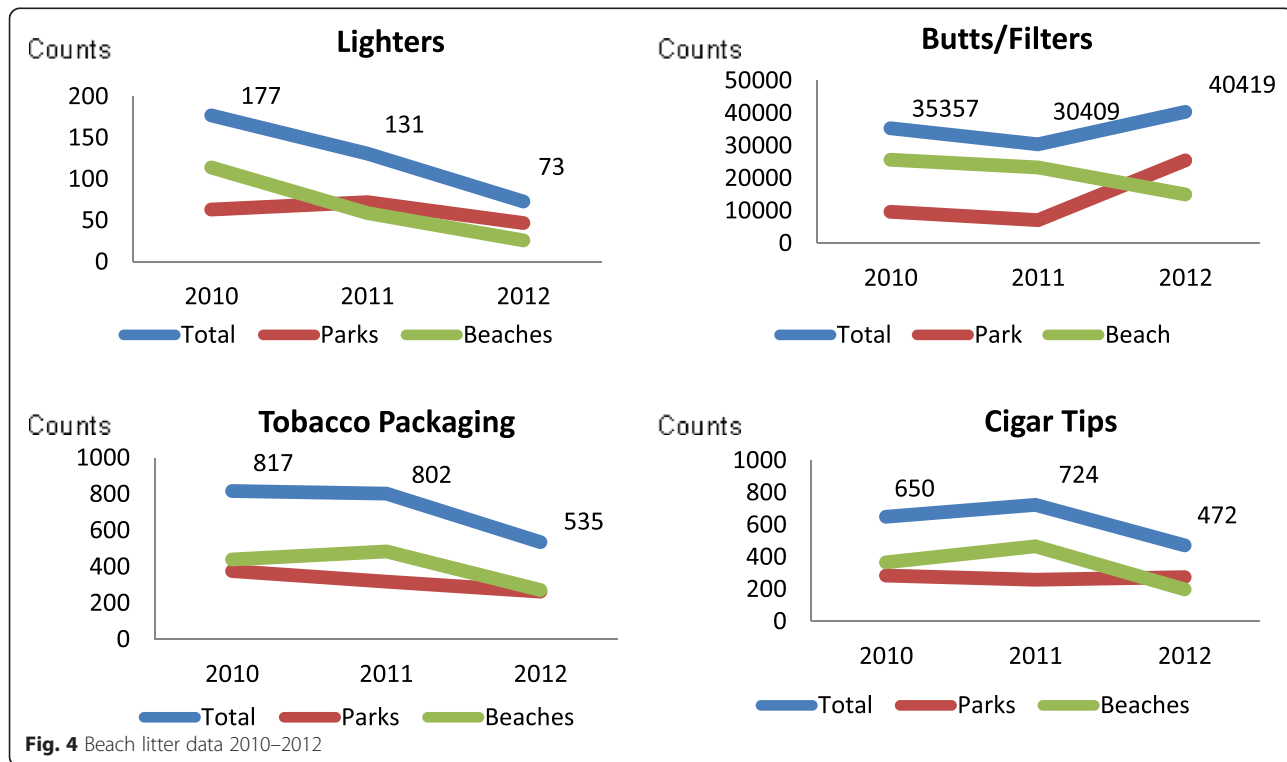 Lighters
Counts
200
150
100
50
0
177
131
73
2010 2011 2012
Total Parks Beaches
Butts/Filters
Counts
50000
40000
30000
20000
10000
0
35357
30409
40419
2010 2011 2012
Total Park Beach
Tobacco Packaging
Counts
1000
800
600
400
200
0
817
802
535
2010 2011 2012
Total Parks Beaches
Cigar Tips
Counts
1000
800
600
400
200
0
650
724
472
2010 2011 2012
Total Parks Beaches
Fig. 4 Beach litter data 2010–2012